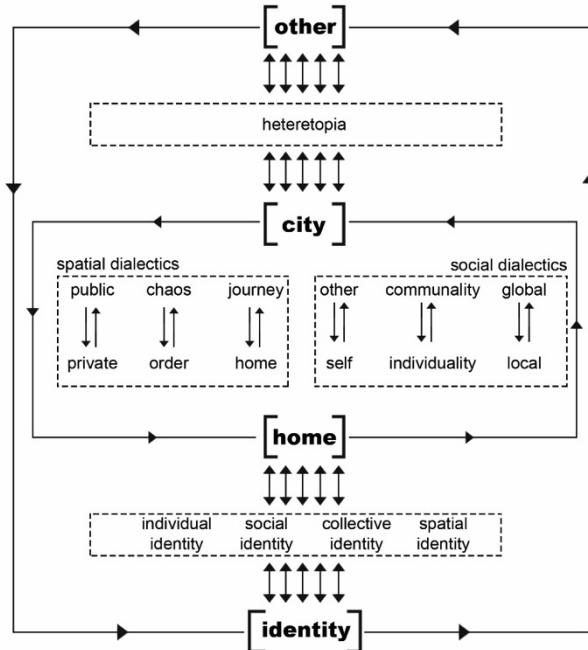 [other]
heteretopia
[city]
spatial dialectics
social dialectics
public chaos journey
other communality global
private order home
self individuality local
[home]
individual identity
social identity
collective identity
spatial identity
[identity]